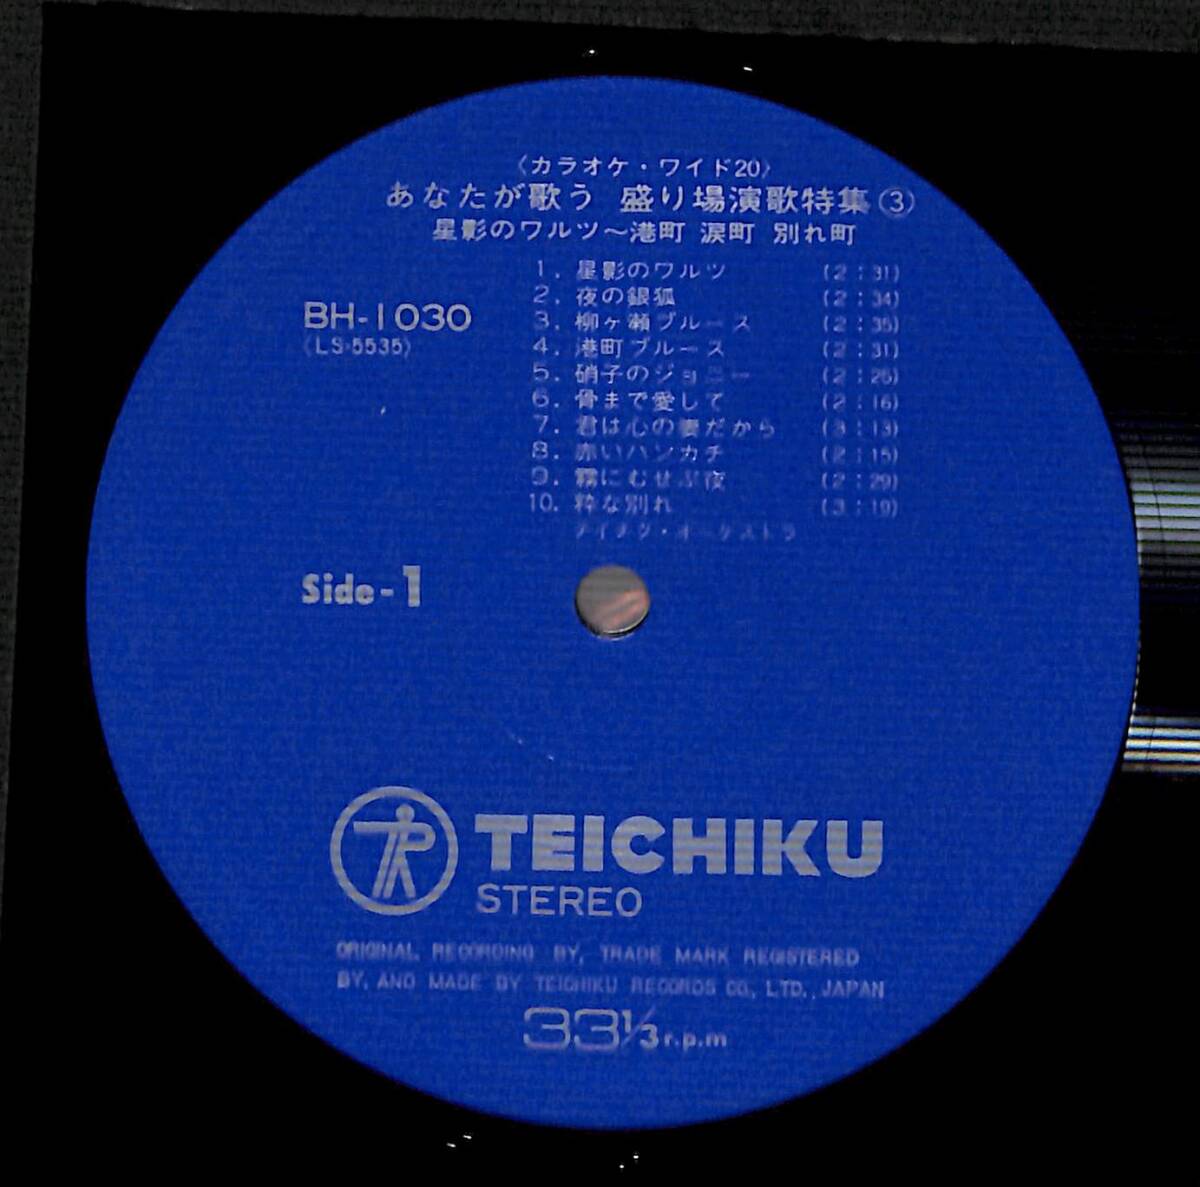 〈カラオケ・ワイド20〉
あなたが歌う 盛り場演歌特集③
星影のワルツ〜港町 涙町 別れ町
BH-1030
〈LS-5535〉
1. 星影のワルツ (2:31)
2. 夜の銀狐 (2:34)
3. 柳ヶ瀬ブルース (2:35)
4. 港町ブルース (2:31)
5. 硝子のジョニー (2:25)
6. 骨まで愛して (2:16)
7. 君は心の妻だから (3:13)
8. 赤いハンカチ (2:15)
9. 霧にむせぶ夜 (2:29)
10. 粋な別れ (3:19)
テイチク・オーケストラ
Side-1
TEICHIKU
STEREO
ORIGINAL RECORDING BY, TRADE MARK REGISTERED
BY, AND MADE BY TEICHIKU RECORDS CO., LTD., JAPAN
33⅓ r.p.m